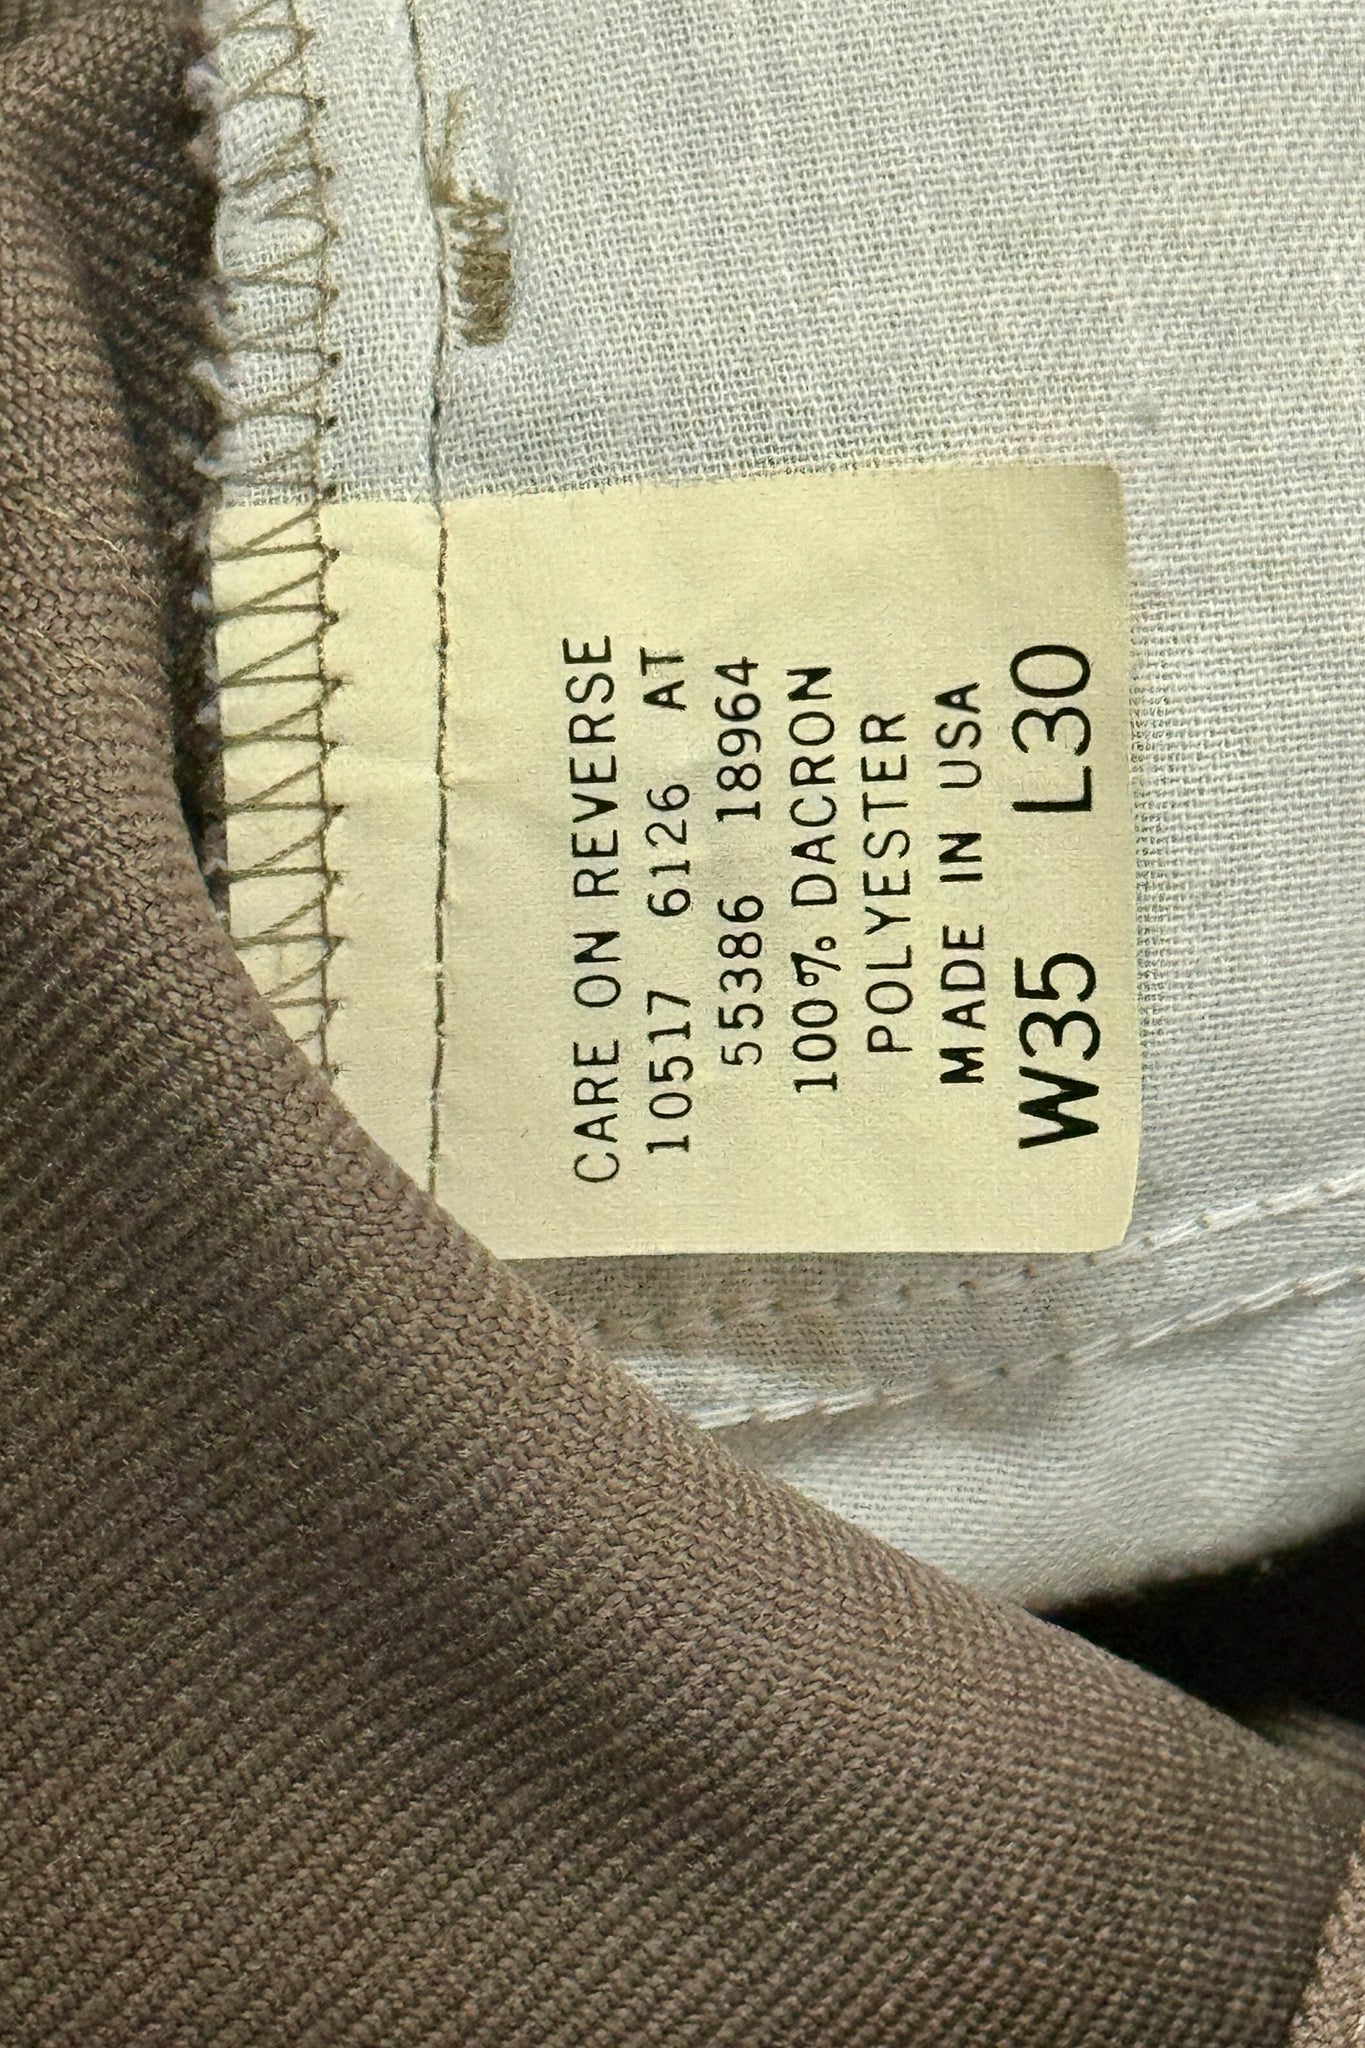 CARE ON REVERSE
10517 6126 AT
55386 18964
100% DACRON
POLYESTER
MADE IN USA
W35 L30